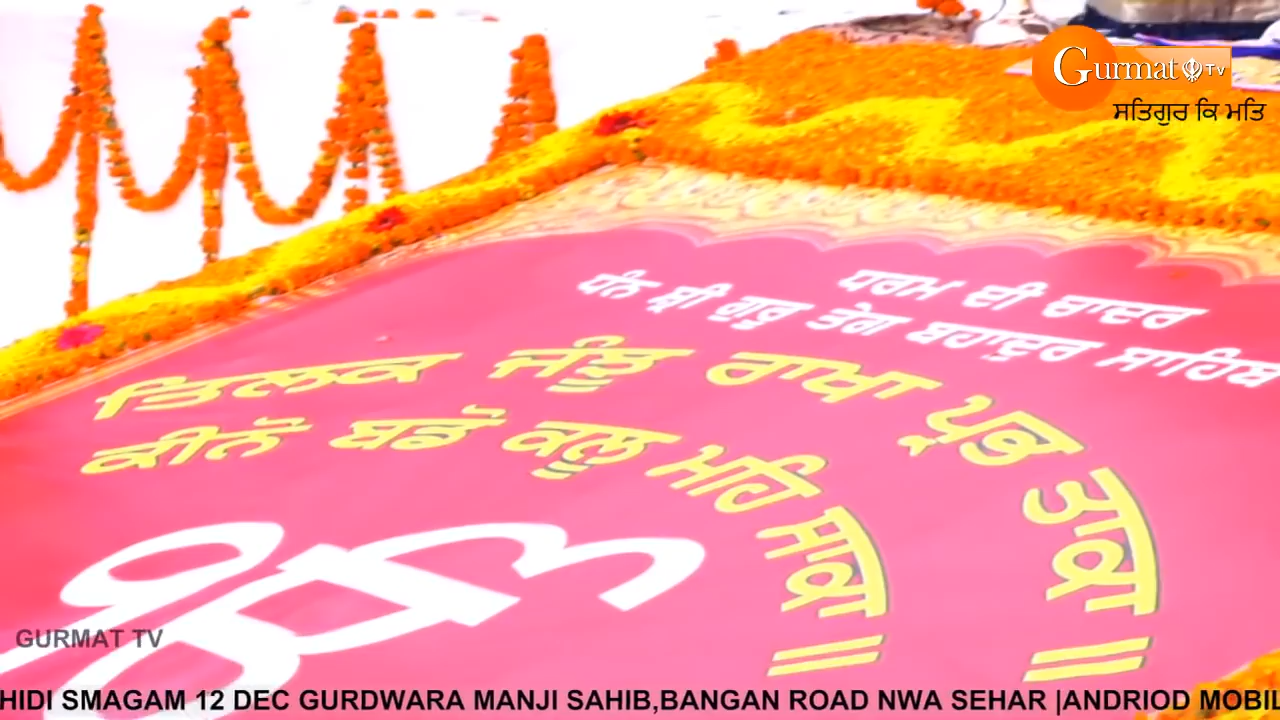 Gurmat TV
ਸਤਿਗੁਰ ਕਿ ਮਤਿ
ਧਰਮ ਦੀ ਚਾਦਰ
ਧੰਨ ਸ਼੍ਰੀ ਗੁਰੂ ਤੇਗ ਬਹਾਦੁਰ ਸਾਹਿਬ
ਤਿਲਕ ਜੰਞੂ ਰਾਖਾ ਪ੍ਰਭ ਤਾਕਾ ॥
ਕੀਨੋ ਬਡੋ ਕਲੂ ਮਹਿ ਸਾਕਾ ॥
GURMAT TV
HIDI SMAGAM 12 DEC GURDWARA MANJI SAHIB,BANGAN ROAD NWA SEHAR |ANDRIOD MOBIL